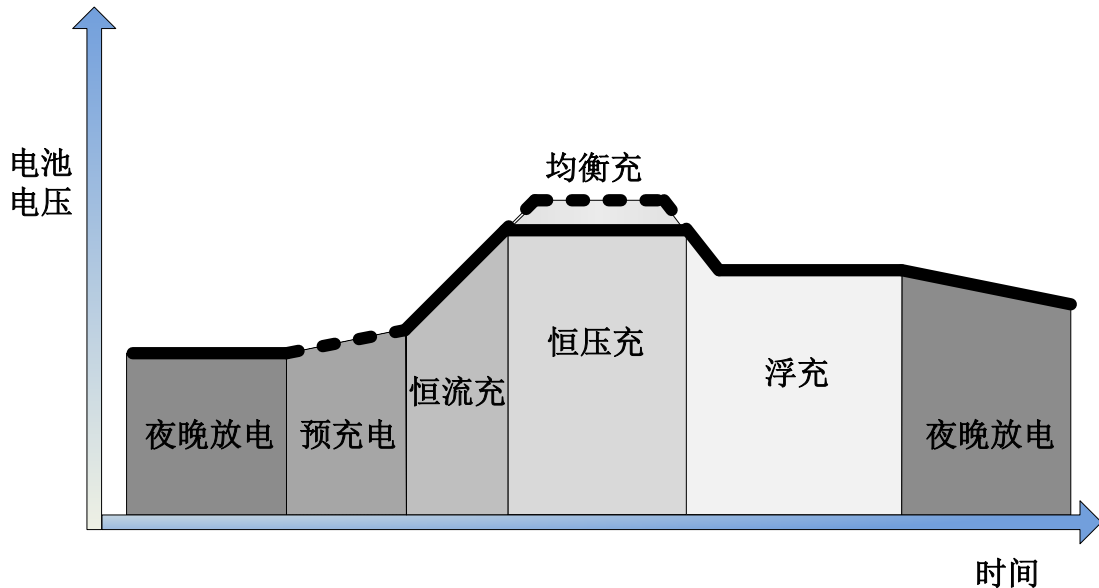 电池
电压
均衡充
恒压充
浮充
恒流充
夜晚放电
预充电
夜晚放电
时间